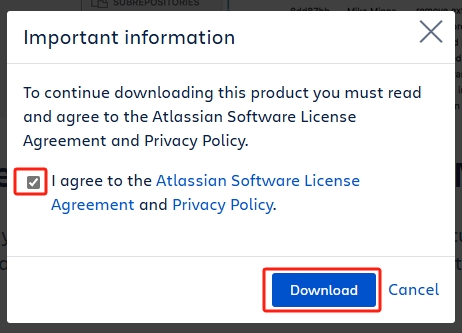 SUBREPOSITORIES
Important information
To continue downloading this product you must read
and agree to the Atlassian Software License
Agreement and Privacy Policy.
I agree to the Atlassian Software License
Agreement and Privacy Policy.
Download
Cancel